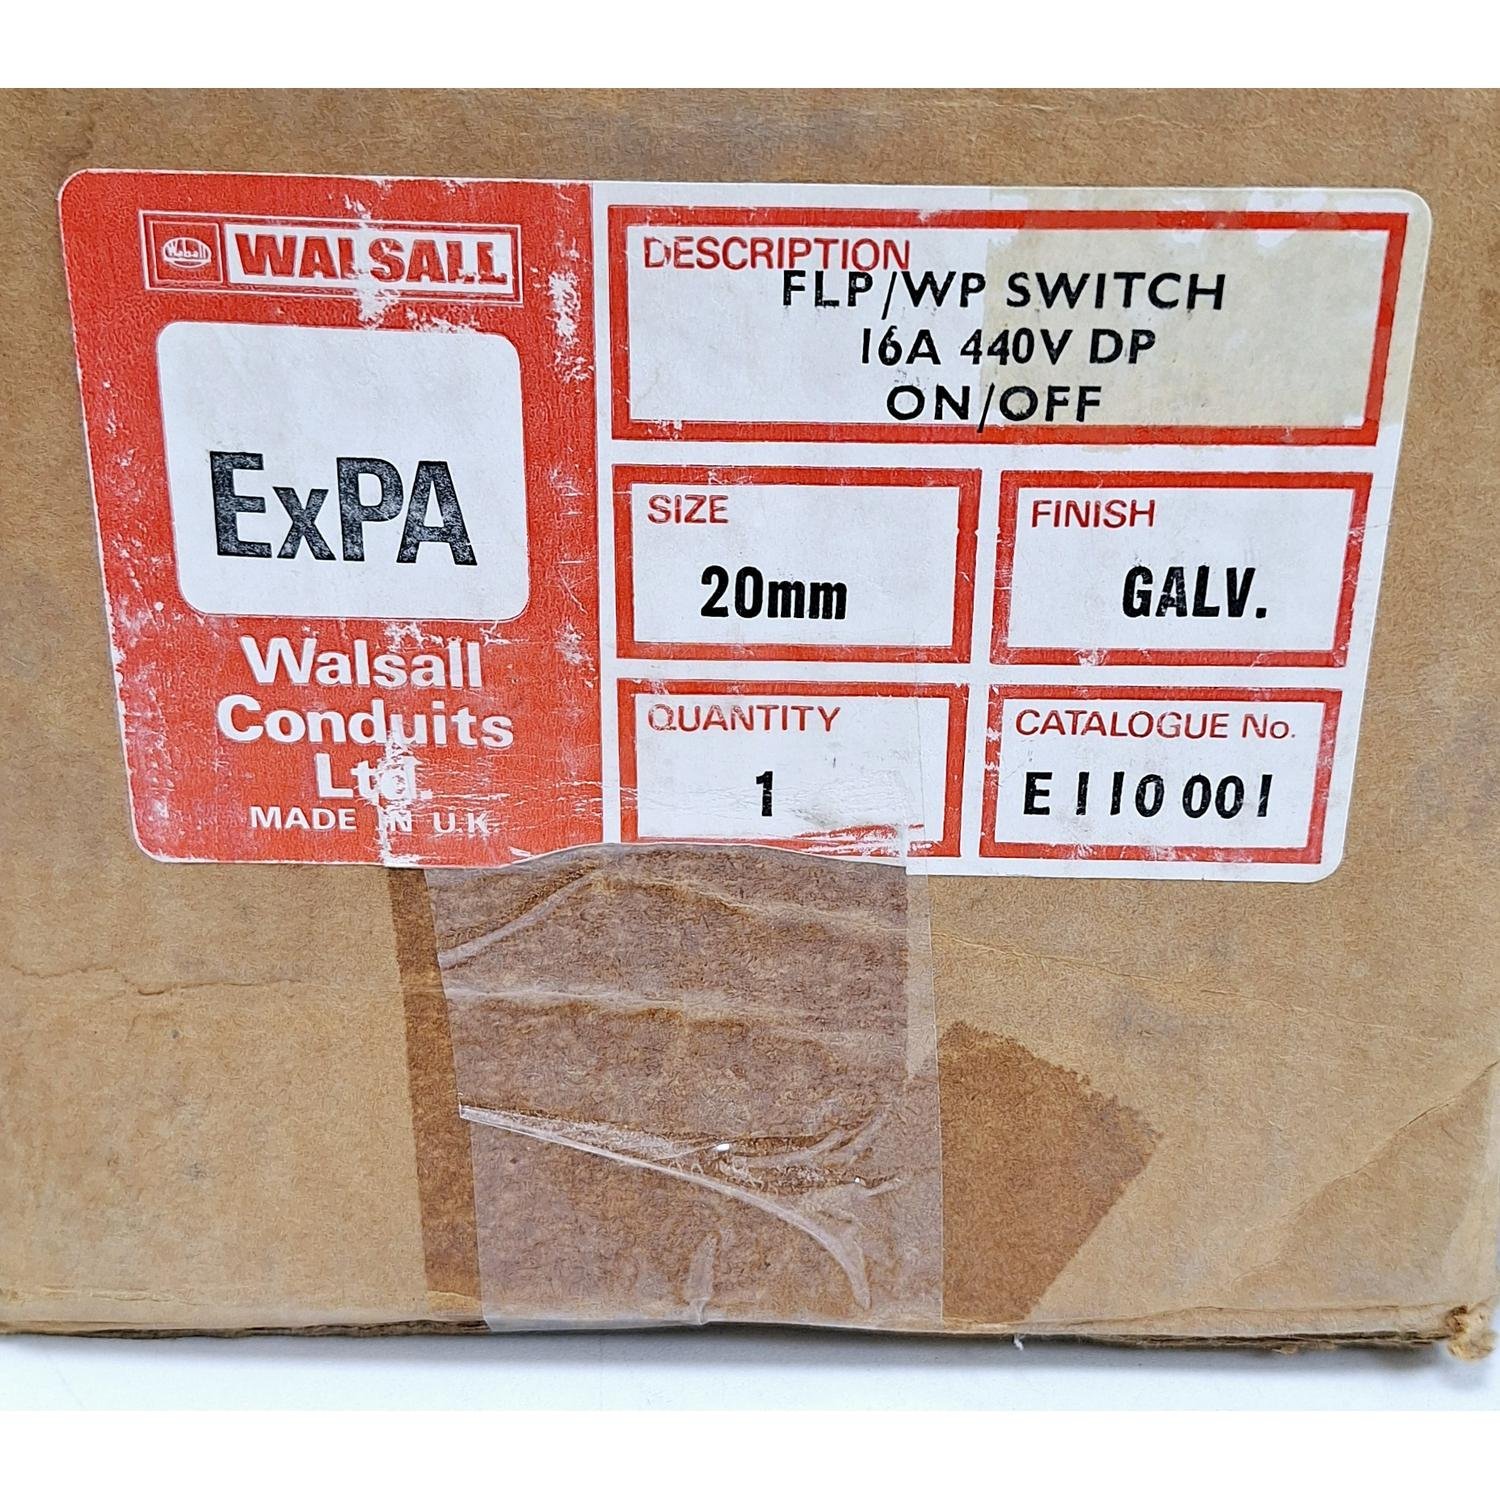 Walsall WALSALL
ExPA
Walsall
Conduits
Ltd.
MADE IN U.K.
DESCRIPTION
FLP/WP SWITCH
16A 440V DP
ON/OFF
SIZE
20mm
FINISH
GALV.
QUANTITY
1
CATALOGUE No.
E110 001